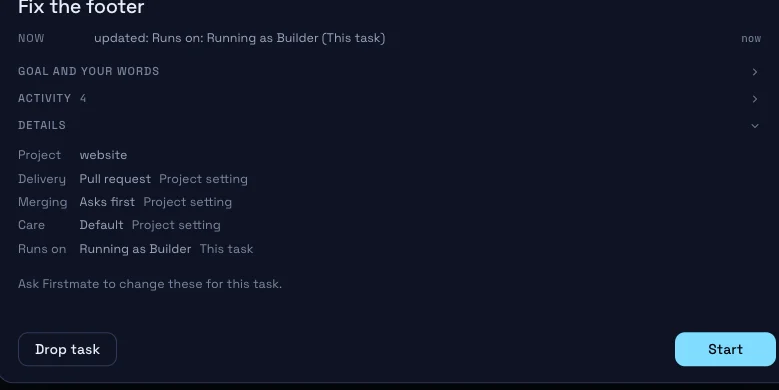 Fix the footer
NOW updated: Runs on: Running as Builder (This task) now
GOAL AND YOUR WORDS
ACTIVITY 4
DETAILS
Project website
Delivery Pull request Project setting
Merging Asks first Project setting
Care Default Project setting
Runs on Running as Builder This task
Ask Firstmate to change these for this task.
Drop task Start